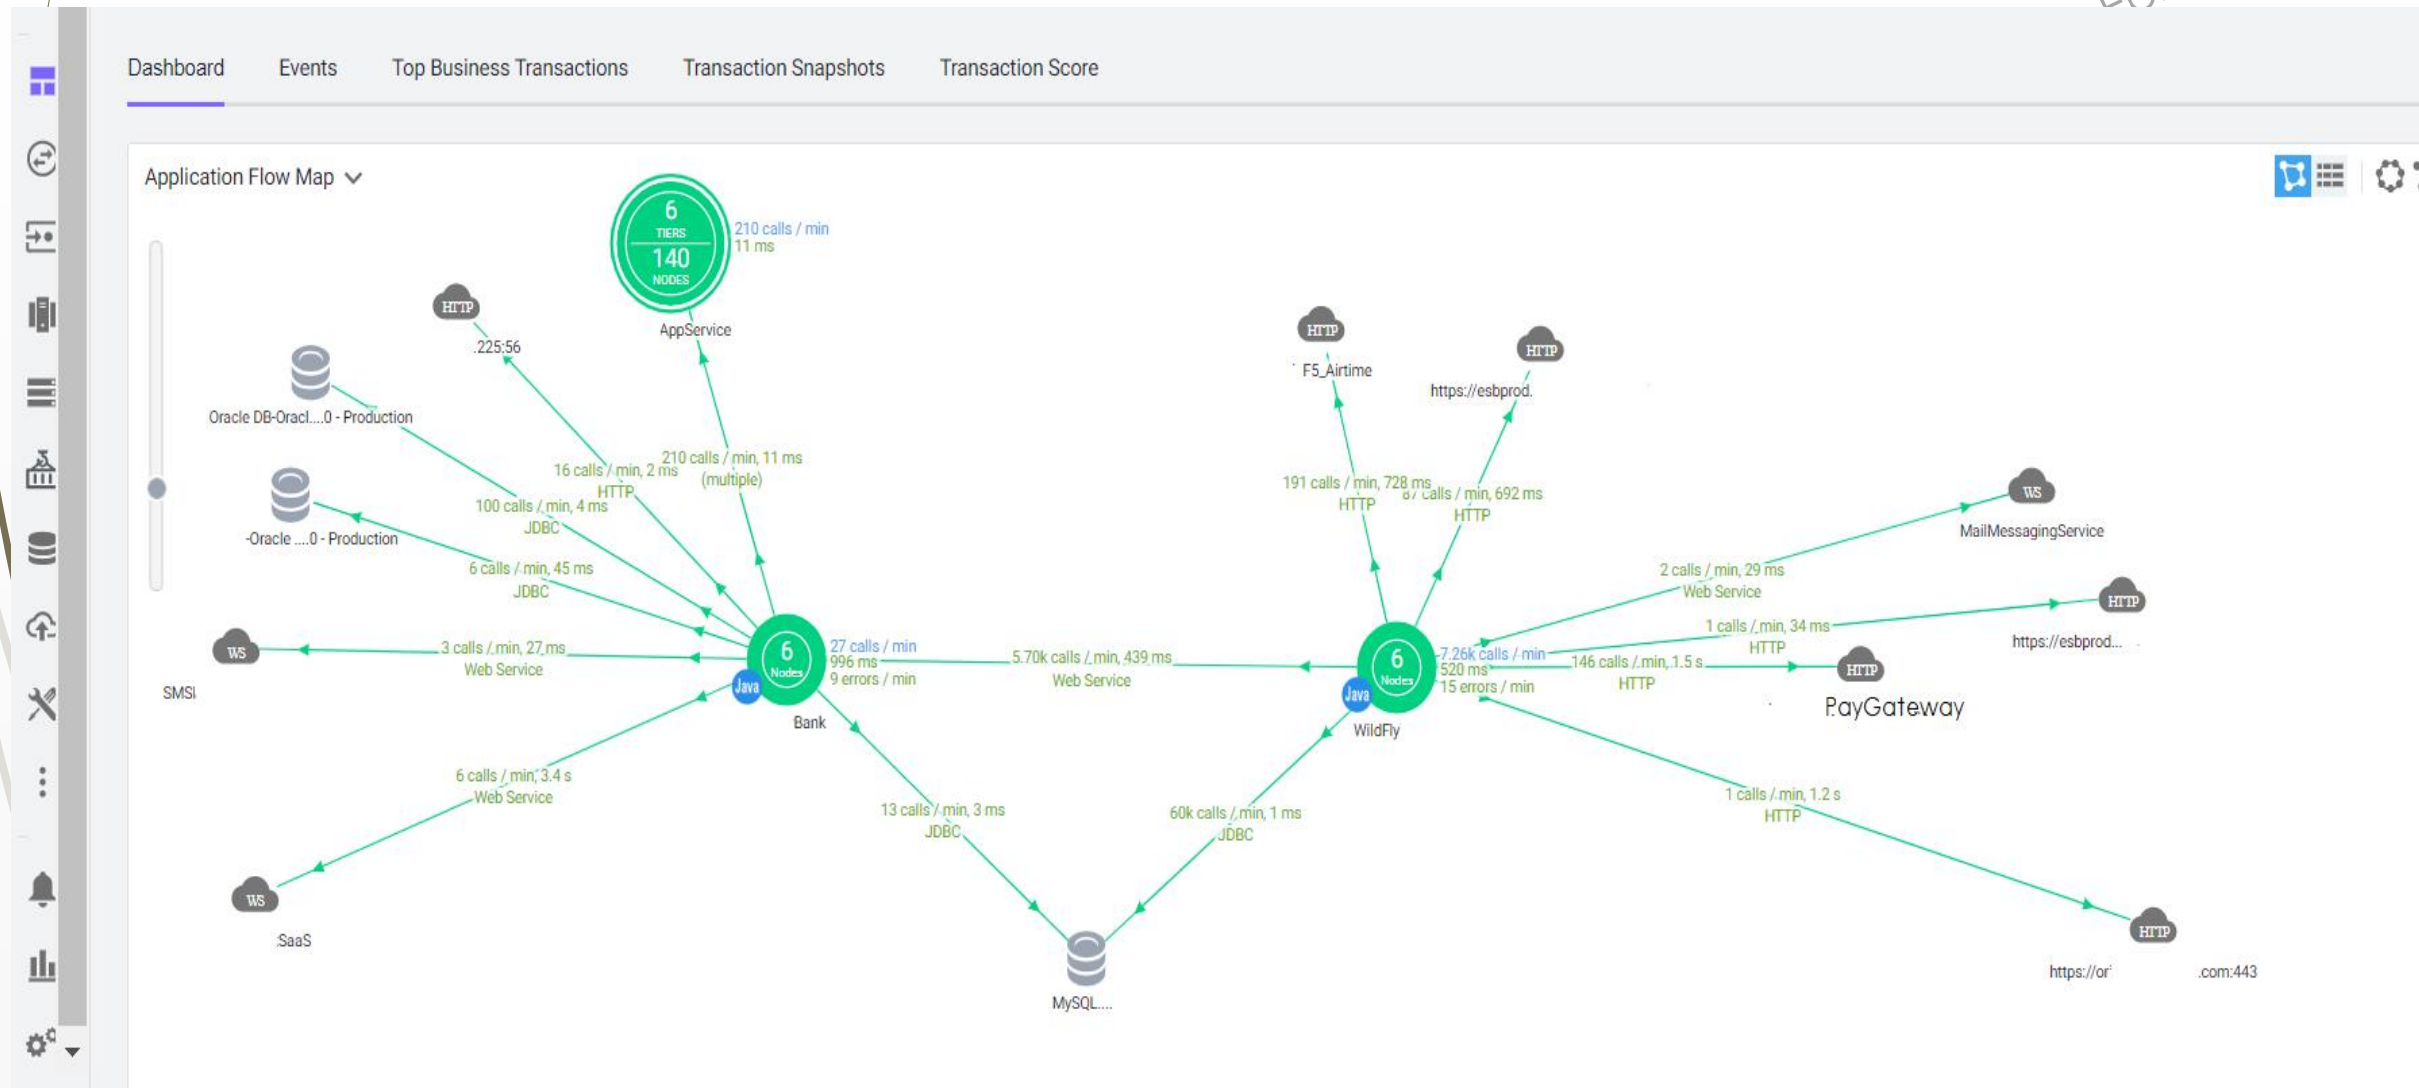 Dashboard
Events
Top Business Transactions
Transaction Snapshots
Transaction Score
Application Flow Map
6
TIERS
140
NODES
210 calls / min
11 ms
AppService
HTTP
.225:56
Oracle DB-Oracl....0 - Production
-Oracle ....0 - Production
16 calls / min, 2 ms
HTTP
210 calls / min, 11 ms
(multiple)
100 calls / min, 4 ms
JDBC
6 calls / min, 45 ms
JDBC
WS
SMSI
3 calls / min, 27 ms
Web Service
6
Nodes
Java
Bank
27 calls / min
996 ms
9 errors / min
6 calls / min, 3.4 s
Web Service
WS
.SaaS
13 calls / min, 3 ms
JDBC
5.70k calls / min, 439 ms
Web Service
60k calls / min, 1 ms
JDBC
MySQL....
HTTP
F5_Airtime
HTTP
https://esbprod.
191 calls / min, 728 ms
HTTP
87 calls / min, 692 ms
HTTP
6
Nodes
Java
WildFly
7.26k calls / min
520 ms
15 errors / min
WS
MailMessagingService
2 calls / min, 29 ms
Web Service
HTTP
https://esbprod...
1 calls / min, 34 ms
HTTP
146 calls / min, 1.5 s
HTTP
HTTP
PayGateway
1 calls / min, 1.2 s
HTTP
HTTP
https://or
.com:443